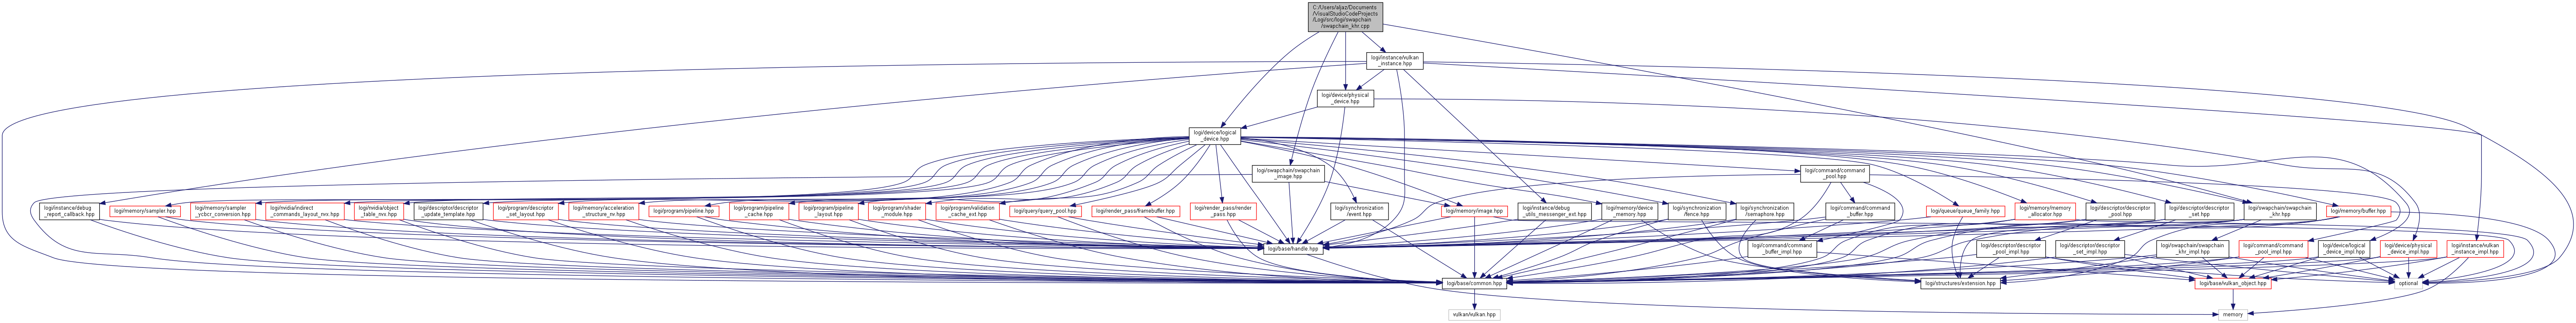 C:/Users/aljaz/Documents
/VisualStudioCodeProjects
/Logi/src/logi/swapchain
/swapchain_khr.cpp
logi/instance/vulkan
_instance.hpp
logi/device/physical
_device.hpp
logi/device/logical
_device.hpp
logi/swapchain/swapchain
_image.hpp
logi/command/command
_pool.hpp
logi/instance/debug
_report_callback.hpp
logi/memory/sampler.hpp
logi/memory/sampler
_ycbcr_conversion.hpp
logi/nvidia/indirect
_commands_layout_nvx.hpp
logi/nvidia/object
_table_nvx.hpp
logi/descriptor/descriptor
_update_template.hpp
logi/program/descriptor
_set_layout.hpp
logi/memory/acceleration
_structure_nv.hpp
logi/program/pipeline.hpp
logi/program/pipeline
_cache.hpp
logi/program/pipeline
_layout.hpp
logi/program/shader
_module.hpp
logi/program/validation
_cache_ext.hpp
logi/query/query_pool.hpp
logi/render_pass/framebuffer.hpp
logi/render_pass/render
_pass.hpp
logi/synchronization
/event.hpp
logi/memory/image.hpp
logi/instance/debug
_utils_messenger_ext.hpp
logi/memory/device
_memory.hpp
logi/synchronization
/fence.hpp
logi/synchronization
/semaphore.hpp
logi/command/command
_buffer.hpp
logi/queue/queue_family.hpp
logi/memory/memory
_allocator.hpp
logi/descriptor/descriptor
_pool.hpp
logi/descriptor/descriptor
_set.hpp
logi/swapchain/swapchain
_khr.hpp
logi/memory/buffer.hpp
logi/base/handle.hpp
logi/command/command
_buffer_impl.hpp
logi/descriptor/descriptor
_pool_impl.hpp
logi/descriptor/descriptor
_set_impl.hpp
logi/swapchain/swapchain
_khr_impl.hpp
logi/command/command
_pool_impl.hpp
logi/device/logical
_device_impl.hpp
logi/device/physical
_device_impl.hpp
logi/instance/vulkan
_instance_impl.hpp
logi/base/common.hpp
logi/structures/extension.hpp
logi/base/vulkan_object.hpp
optional
vulkan/vulkan.hpp
memory